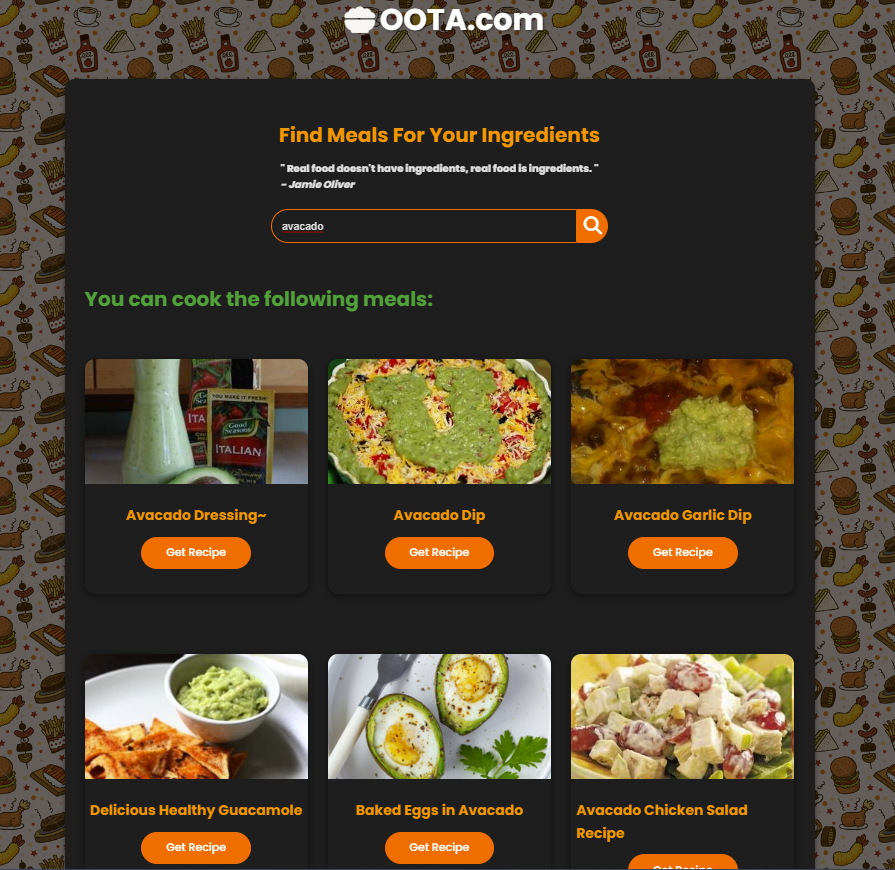 OOTA.com
Find Meals For Your Ingredients
" Real food doesn't have ingredients, real food is ingredients. "
- Jamie Oliver
avacado
You can cook the following meals:
YOU MAKE IT FRESH!
Good
Seasons
ITALIAN
Avacado Dressing~
Avacado Dip
Avacado Garlic Dip
Get Recipe
Get Recipe
Get Recipe
Delicious Healthy Guacamole
Baked Eggs in Avocado
Avacado Chicken Salad
Recipe
Get Recipe
Get Recipe
Get Recipe